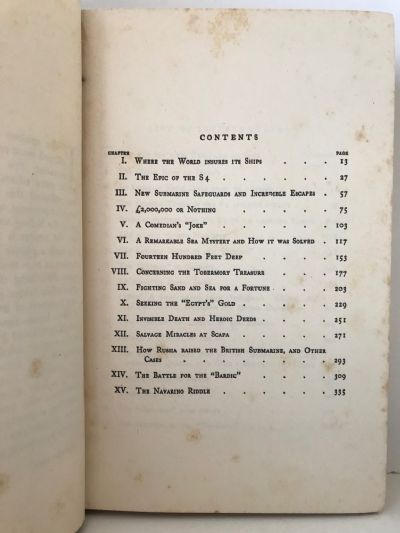 CONTENTS
CHAPTER PAGE
I. WHERE THE WORLD INSURES ITS SHIPS . . . 13
II. THE EPIC OF THE S4 . . . . . 27
III. NEW SUBMARINE SAFEGUARDS AND INCREDIBLE ESCAPES . 57
IV. £2,000,000 OR NOTHING . . . . 75
V. A COMEDIAN'S "JOKE" . . . . . 103
VI. A REMARKABLE SEA MYSTERY AND HOW IT WAS SOLVED . 117
VII. FOURTEEN HUNDRED FEET DEEP . . . . 153
VIII. CONCERNING THE TOBERMORY TREASURE . . . 177
IX. FIGHTING SAND AND SEA FOR A FORTUNE . . . 203
X. SEEKING THE "EGYPT'S" GOLD . . . . 229
XI. INVISIBLE DEATH AND HEROIC DEEDS . . . 251
XII. SALVAGE MIRACLES AT SCAPA . . . . 271
XIII. HOW RUSSIA RAISED THE BRITISH SUBMARINE, AND OTHER
CASES . . . . . . . 293
XIV. THE BATTLE FOR THE "BARDIC" . . . . 309
XV. THE NAVARINO RIDDLE . . . . . 335